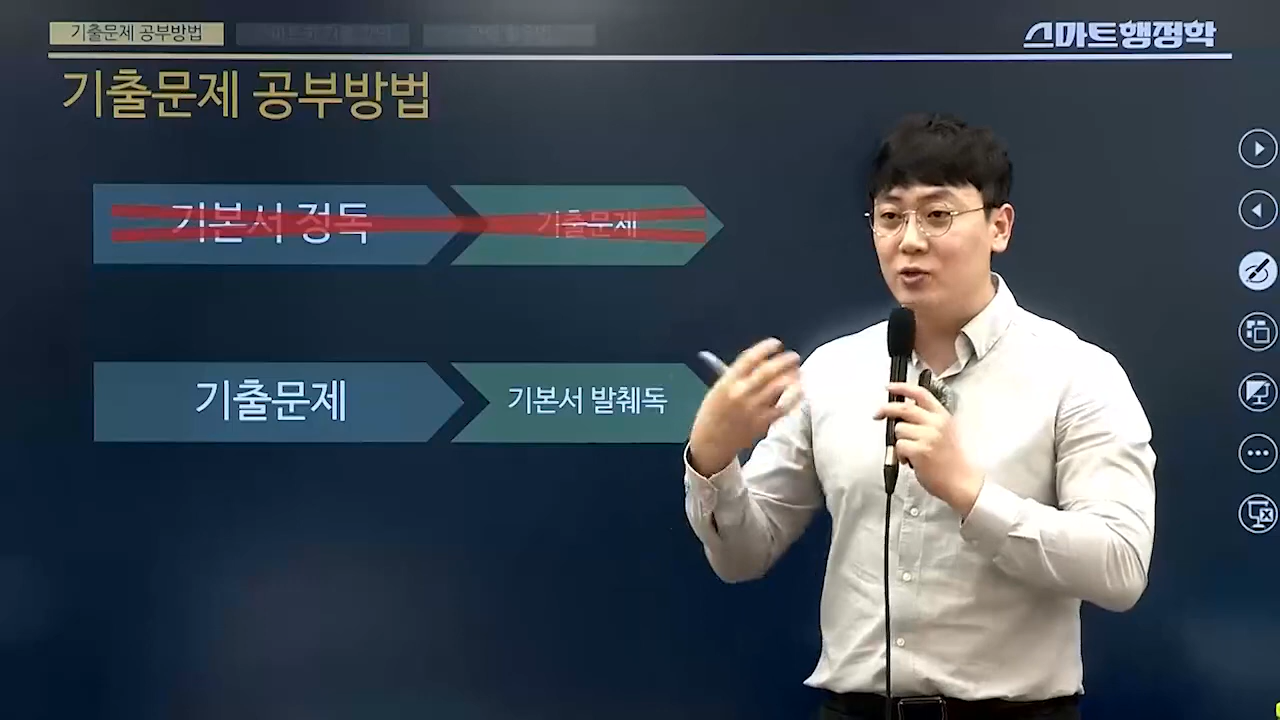 기출문제 공부방법
스마트행정학
기출문제 공부방법
기본서 정독
기출문제
기출문제
기본서 발췌독